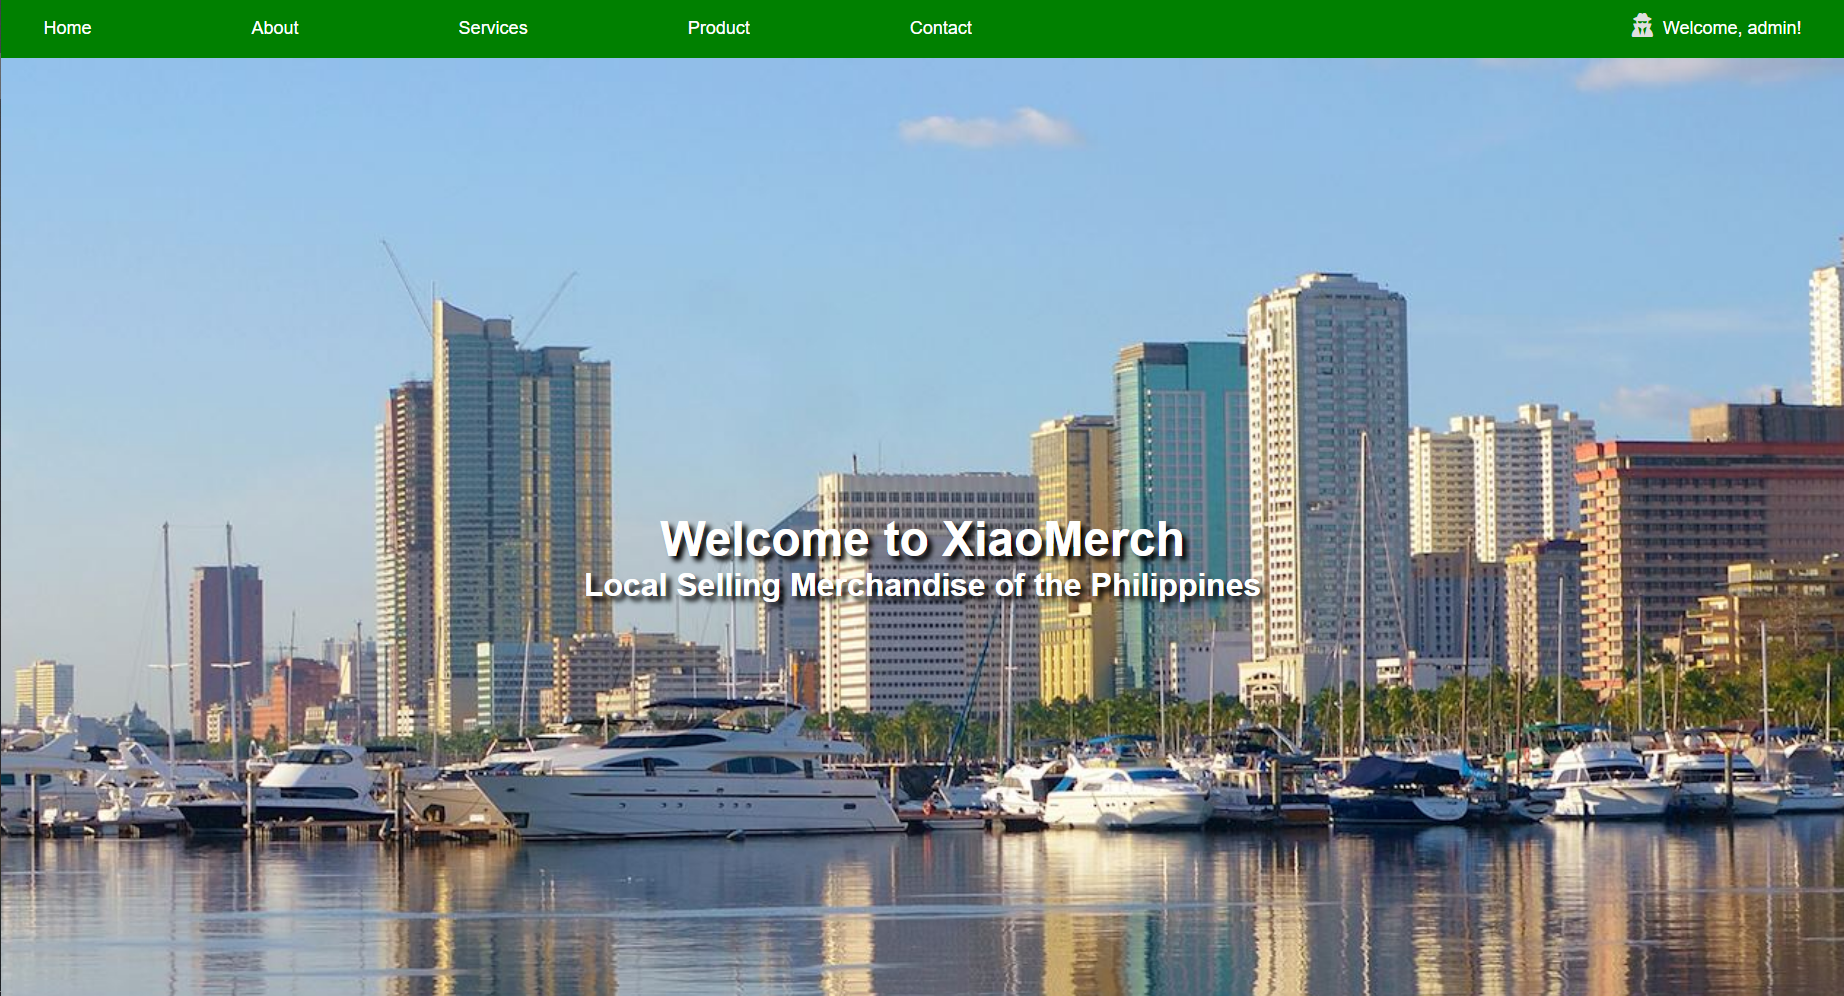 Home About Services Product Contact Welcome, admin!
Welcome to XiaoMerch
Local Selling Merchandise of the Philippines